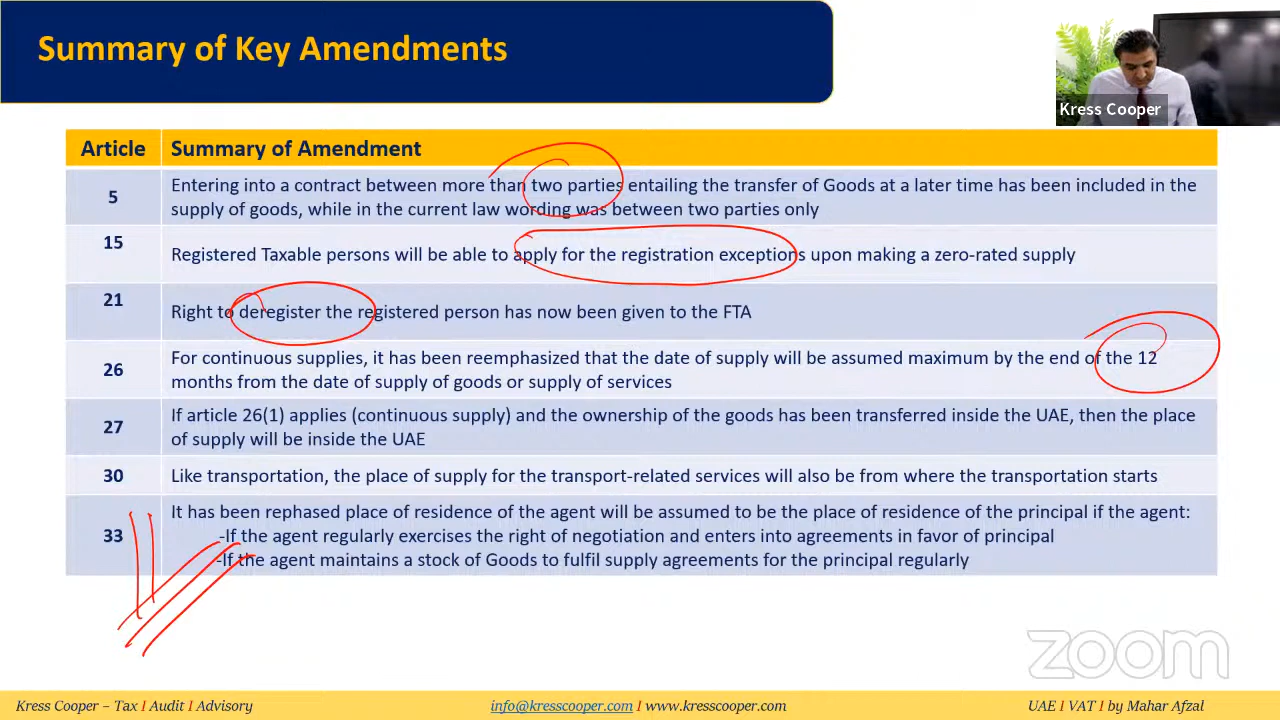 Summary of Key Amendments
Kress Cooper
Article Summary of Amendment
5 Entering into a contract between more than two parties entailing the transfer of Goods at a later time has been included in the
supply of goods, while in the current law wording was between two parties only
15 Registered Taxable persons will be able to apply for the registration exceptions upon making a zero-rated supply
21 Right to deregister the registered person has now been given to the FTA
26 For continuous supplies, it has been reemphasized that the date of supply will be assumed maximum by the end of the 12
months from the date of supply of goods or supply of services
27 If article 26(1) applies (continuous supply) and the ownership of the goods has been transferred inside the UAE, then the place
of supply will be inside the UAE
30 Like transportation, the place of supply for the transport-related services will also be from where the transportation starts
33 It has been rephased place of residence of the agent will be assumed to be the place of residence of the principal if the agent:
-If the agent regularly exercises the right of negotiation and enters into agreements in favor of principal
-If the agent maintains a stock of Goods to fulfil supply agreements for the principal regularly
zoom
Kress Cooper – Tax I Audit I Advisory info@kresscooper.com I www.kresscooper.com UAE I VAT I by Mahar Afzal